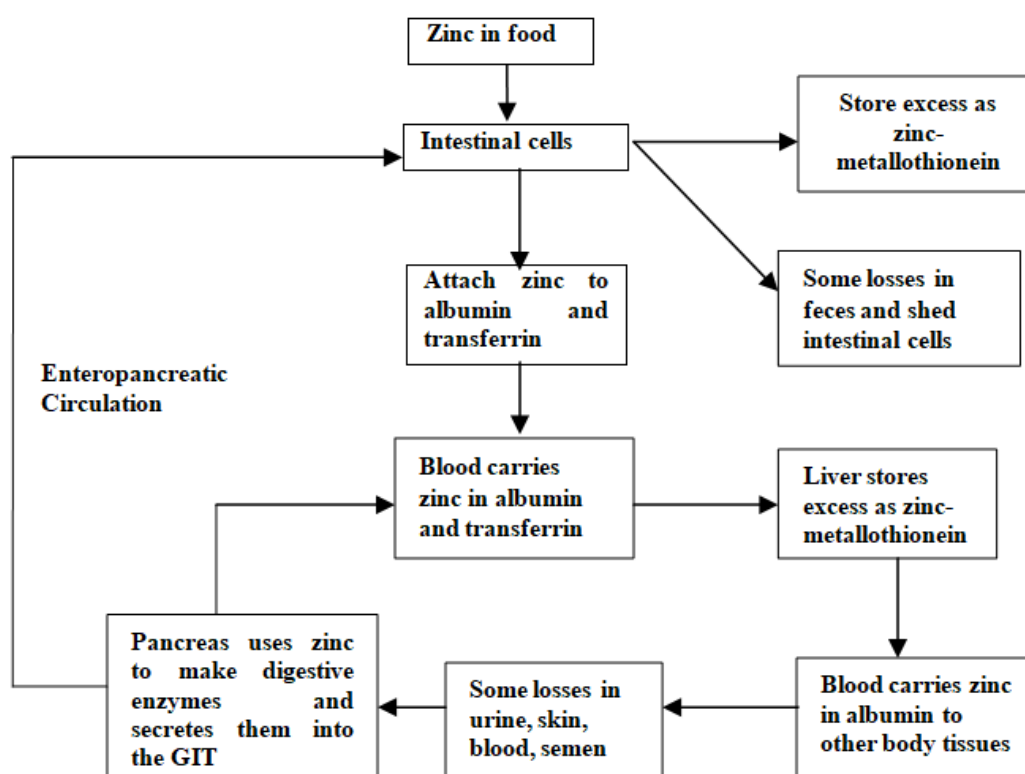 Zinc in food
Intestinal cells
Store excess as
zinc-
metallothionein
Attach zinc to
albumin and
transferrin
Some losses in
feces and shed
intestinal cells
Enteropancreatic
Circulation
Blood carries
zinc in albumin
and transferrin
Liver stores
excess as zinc-
metallothionein
Pancreas uses zinc
to make digestive
enzymes and
secretes them into
the GIT
Some losses in
urine, skin,
blood, semen
Blood carries zinc
in albumin to
other body tissues